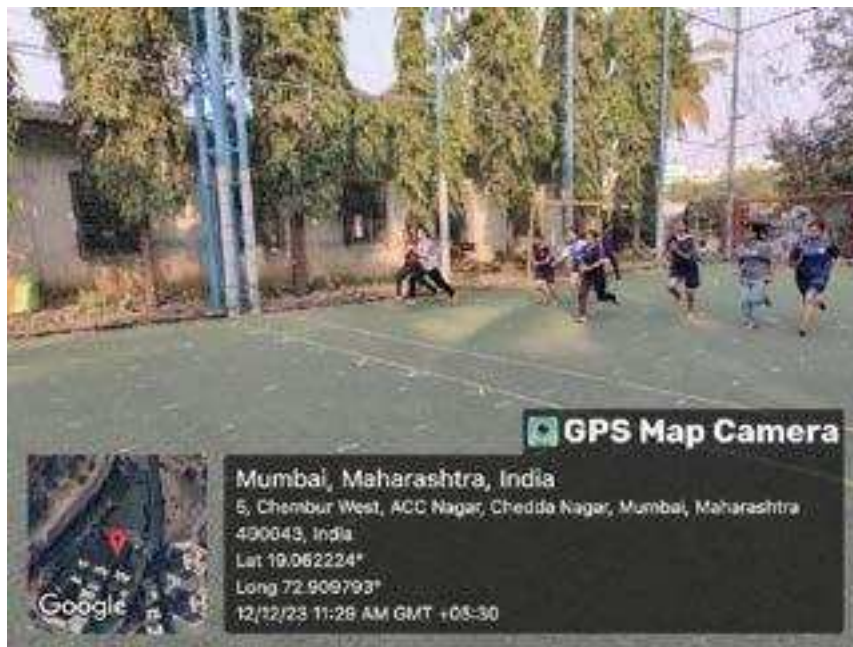 GPS Map Camera
Mumbai, Maharashtra, India
5, Chembur West, ACC Nagar, Chedda Nagar, Mumbai, Maharashtra
400043, India
Lat 19.062224°
Long 72.909793°
12/12/23 11:29 AM GMT +05:30
Google